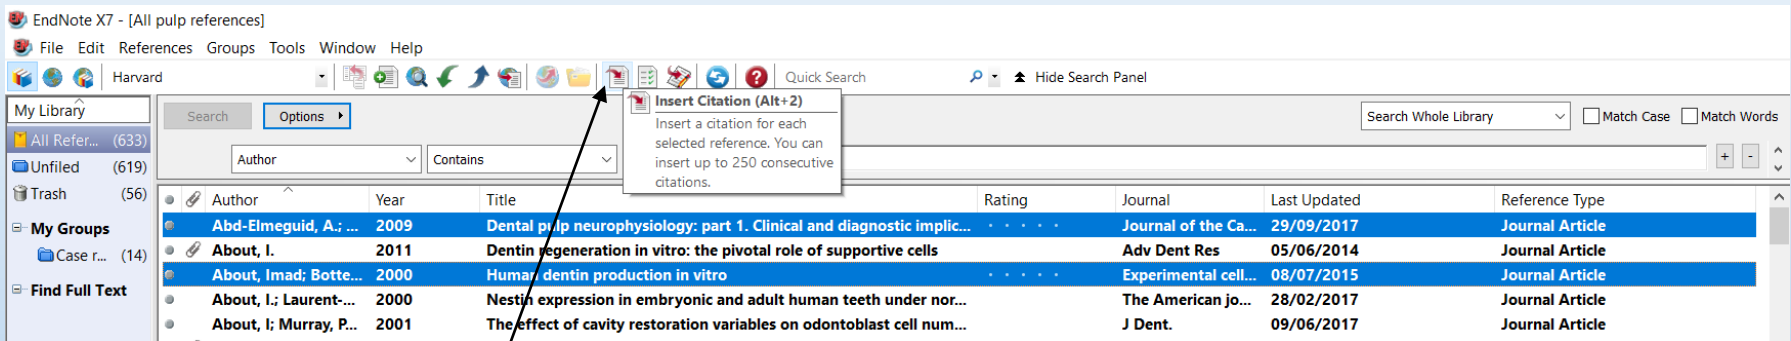 EndNote X7 - [All pulp references]
File Edit References Groups Tools Window Help
Harvard Quick Search Hide Search Panel
My Library
All Refer... (633)
Unfiled (619)
Trash (56)
My Groups
Case r... (14)
Find Full Text
Search Options Search Whole Library Match Case Match Words
Author Contains + -
Insert Citation (Alt+2)
Insert a citation for each
selected reference. You can
insert up to 250 consecutive
citations.
Author Year Title Rating Journal Last Updated Reference Type
Abd-Elmeguid, A.; ... 2009 Dental pulp neurophysiology: part 1. Clinical and diagnostic implic... Journal of the Ca... 29/09/2017 Journal Article
About, I. 2011 Dentin regeneration in vitro: the pivotal role of supportive cells Adv Dent Res 05/06/2014 Journal Article
About, Imad; Botte... 2000 Human dentin production in vitro Experimental cell... 08/07/2015 Journal Article
About, I.; Laurent-... 2000 Nestin expression in embryonic and adult human teeth under nor... The American jo... 28/02/2017 Journal Article
About, I; Murray, P... 2001 The effect of cavity restoration variables on odontoblast cell num... J Dent. 09/06/2017 Journal Article